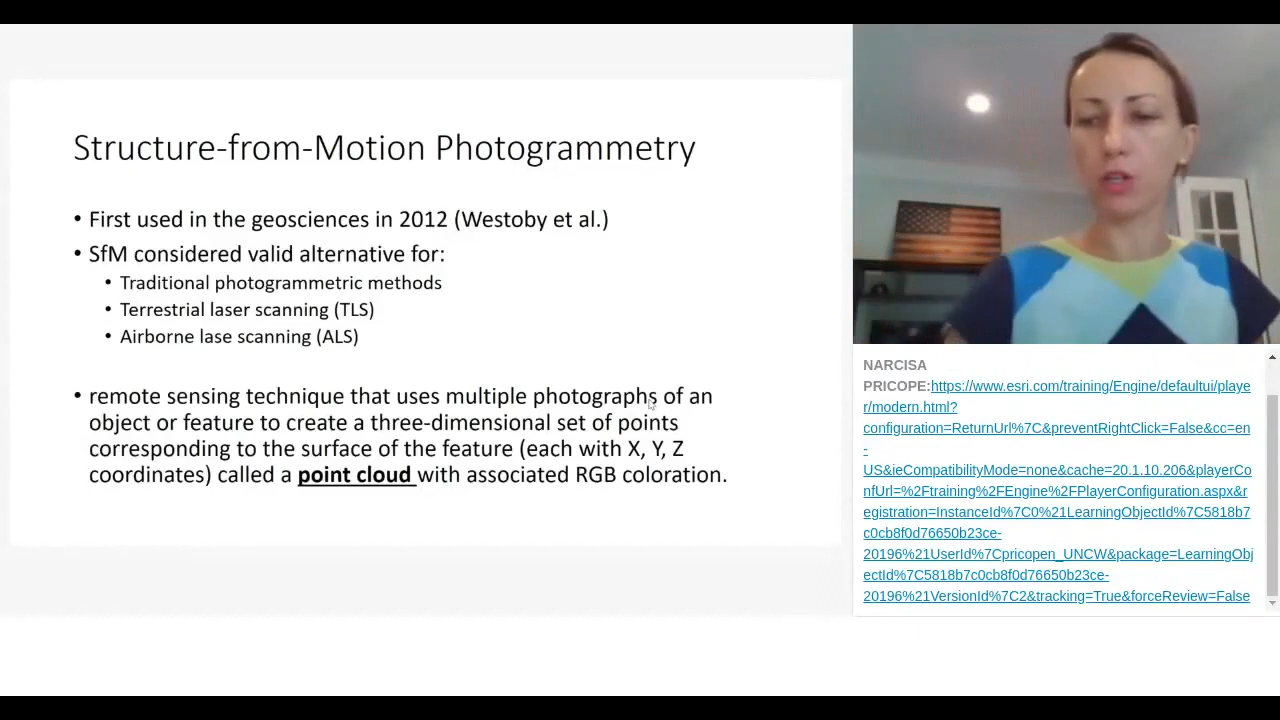 Structure-from-Motion Photogrammetry
• First used in the geosciences in 2012 (Westoby et al.)
• SfM considered valid alternative for:
• Traditional photogrammetric methods
• Terrestrial laser scanning (TLS)
• Airborne lase scanning (ALS)
• remote sensing technique that uses multiple photographs of an
object or feature to create a three-dimensional set of points
corresponding to the surface of the feature (each with X, Y, Z
coordinates) called a point cloud with associated RGB coloration.
NARCISA
PRICOPE:https://www.esri.com/training/Engine/defaultui/playe
r/modern.html?
configuration=ReturnUrl%7C&preventRightClick=False&cc=en
-
US&ieCompatibilityMode=none&cache=20.1.10.206&playerCo
nfUrl=%2Ftraining%2FEngine%2FPlayerConfiguration.aspx&r
egistration=InstanceId%7C0%21LearningObjectId%7C5818b7
c0cb8f0d76650b23ce-
20196%21UserId%7Cpricopen_UNCW&package=LearningObj
ectId%7C5818b7c0cb8f0d76650b23ce-
20196%21VersionId%7C2&tracking=True&forceReview=False